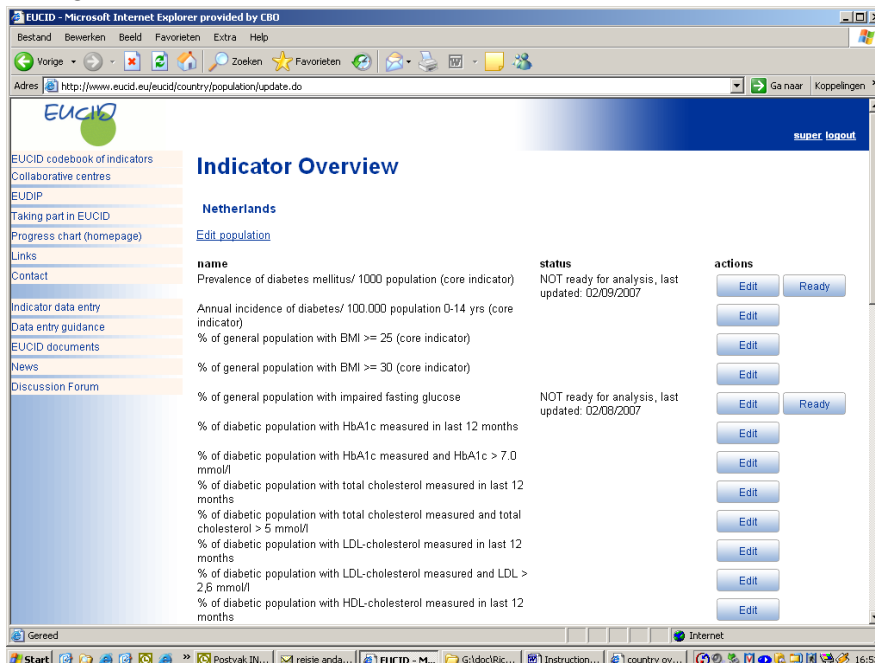 EUCID - Microsoft Internet Explorer provided by CBO
Bestand Bewerken Beeld Favorieten Extra Help
Vorige Zoeken Favorieten
Adres http://www.eucid.eu/eucid/country/population/update.do Ga naar Koppelingen
EUCID
super logout
EUCID codebook of indicators
Collaborative centres
EUDIP
Taking part in EUCID
Progress chart (homepage)
Links
Contact
Indicator data entry
Data entry guidance
EUCID documents
News
Discussion Forum
Indicator Overview
Netherlands
Edit population
name status actions
Prevalence of diabetes mellitus/ 1000 population (core indicator) NOT ready for analysis, last
updated: 02/09/2007 Edit Ready
Annual incidence of diabetes/ 100.000 population 0-14 yrs (core
indicator) Edit
% of general population with BMI >= 25 (core indicator) Edit
% of general population with BMI >= 30 (core indicator) Edit
% of general population with impaired fasting glucose NOT ready for analysis, last
updated: 02/08/2007 Edit Ready
% of diabetic population with HbA1c measured in last 12 months Edit
% of diabetic population with HbA1c measured and HbA1c > 7.0
mmol/l Edit
% of diabetic population with total cholesterol measured in last 12
months Edit
% of diabetic population with total cholesterol measured and total
cholesterol > 5 mmol/l Edit
% of diabetic population with LDL-cholesterol measured in last 12
months Edit
% of diabetic population with LDL-cholesterol measured and LDL >
2,6 mmol/l Edit
% of diabetic population with HDL-cholesterol measured in last 12
months Edit
Gereed Internet
Start Postvak IN... reisje anda... EUCID - M... G:\doc\Ric... Instruction... country ov...